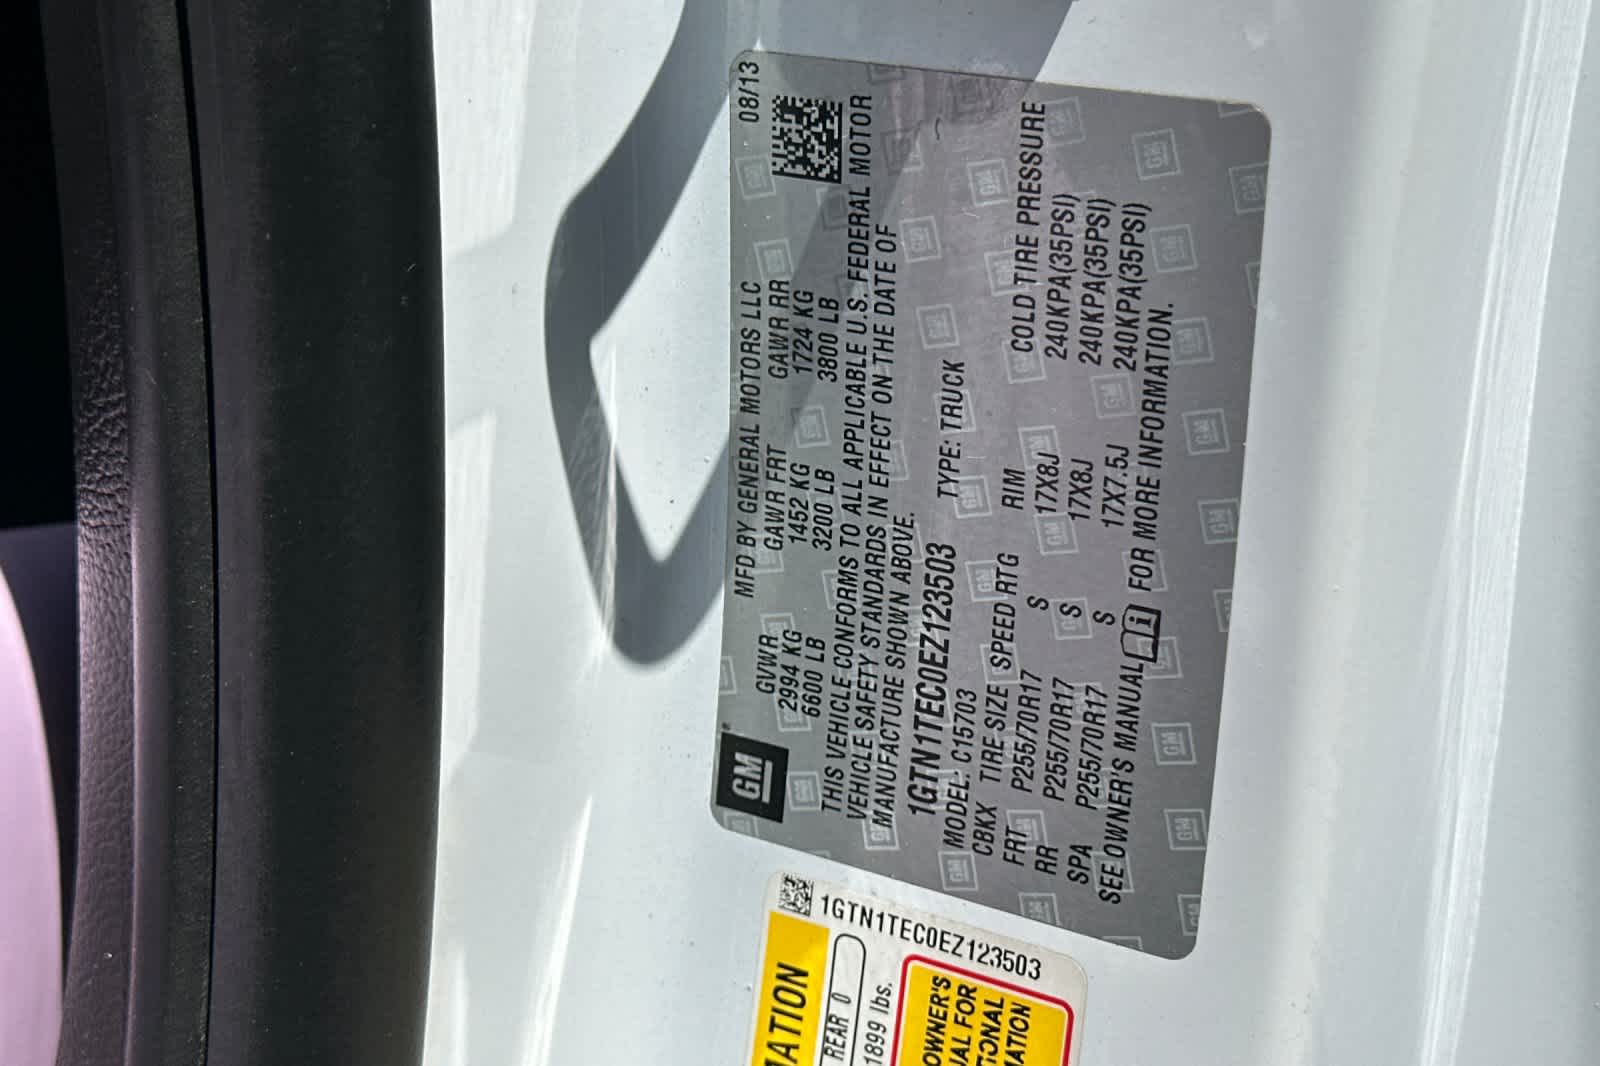 GM
MFD BY GENERAL MOTORS LLC 08/13
GVWR GAWR FRT GAWR RR
2994 KG 1452 KG 1724 KG
6600 LB 3200 LB 3800 LB
THIS VEHICLE CONFORMS TO ALL APPLICABLE U.S. FEDERAL MOTOR
VEHICLE SAFETY STANDARDS IN EFFECT ON THE DATE OF
MANUFACTURE SHOWN ABOVE.
1GTN1TEC0EZ123503 TYPE: TRUCK
MODEL: C15703
CBKX TIRE SIZE SPEED RTG RIM COLD TIRE PRESSURE
FRT P255/70R17 S 17X8J 240KPA(35PSI)
RR P255/70R17 S 17X8J 240KPA(35PSI)
SPA P255/70R17 S 17X7.5J 240KPA(35PSI)
SEE OWNER'S MANUAL i FOR MORE INFORMATION.
1GTN1TEC0EZ123503
REAR 0
1899 lbs.
OWNER'S
FOR